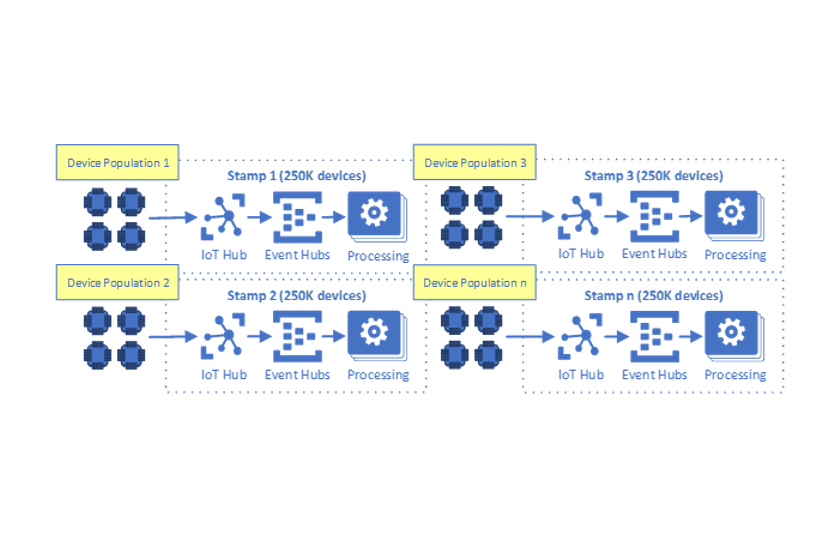 Device Population 1
Stamp 1 (250K devices)
IoT Hub
Event Hubs
Processing
Device Population 3
Stamp 3 (250K devices)
IoT Hub
Event Hubs
Processing
Device Population 2
Stamp 2 (250K devices)
IoT Hub
Event Hubs
Processing
Device Population n
Stamp n (250K devices)
IoT Hub
Event Hubs
Processing